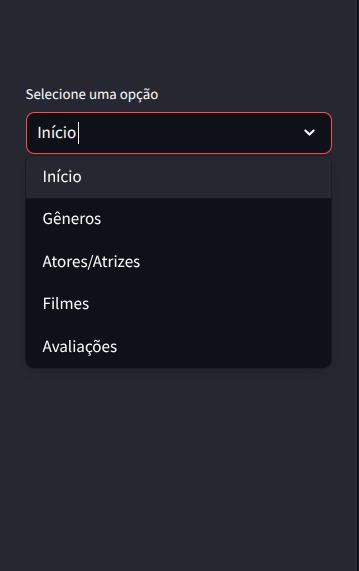 Selecione uma opção
Início
Início
Gêneros
Atores/Atrizes
Filmes
Avaliações